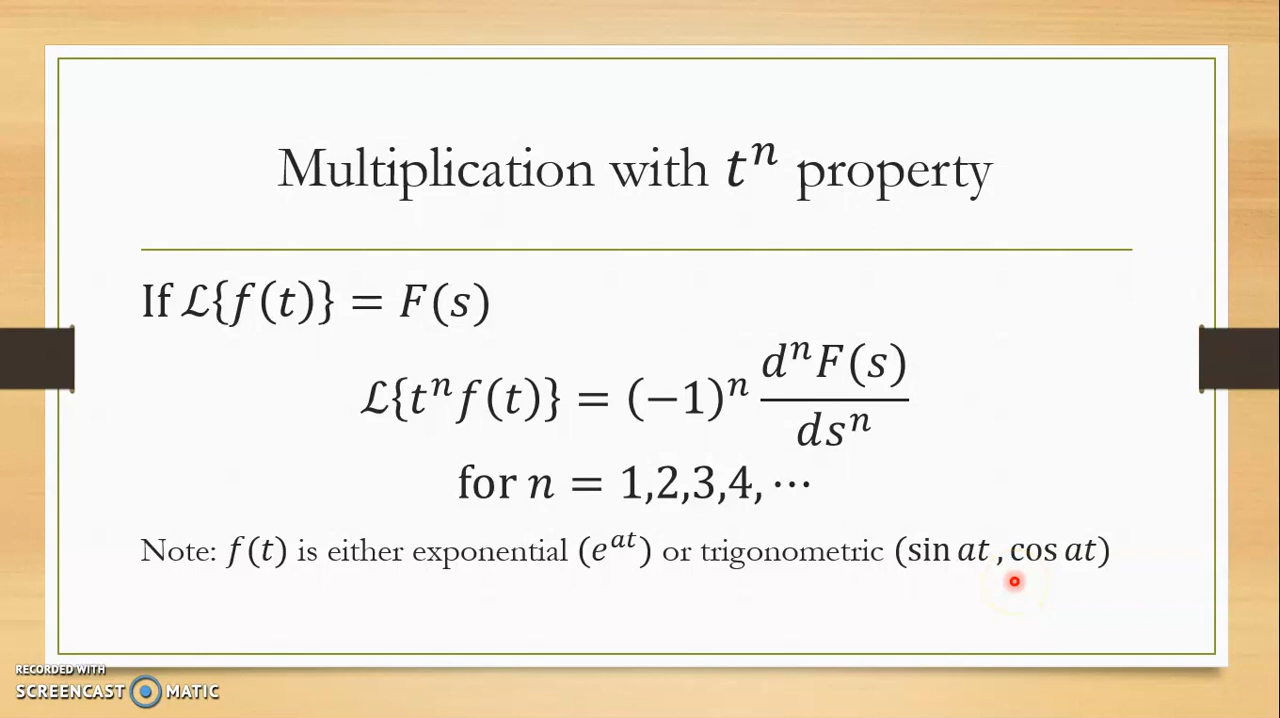 Multiplication with 𝒕ⁿ property
If ℒ{f(t)} = F(s)
ℒ{tⁿf(t)} = (−1)ⁿ dⁿF(s)/dsⁿ
for n = 1,2,3,4, ⋯
Note: f(t) is either exponential (eᵃᵗ) or trigonometric (sin at , cos at)
RECORDED WITH
SCREENCAST MATIC